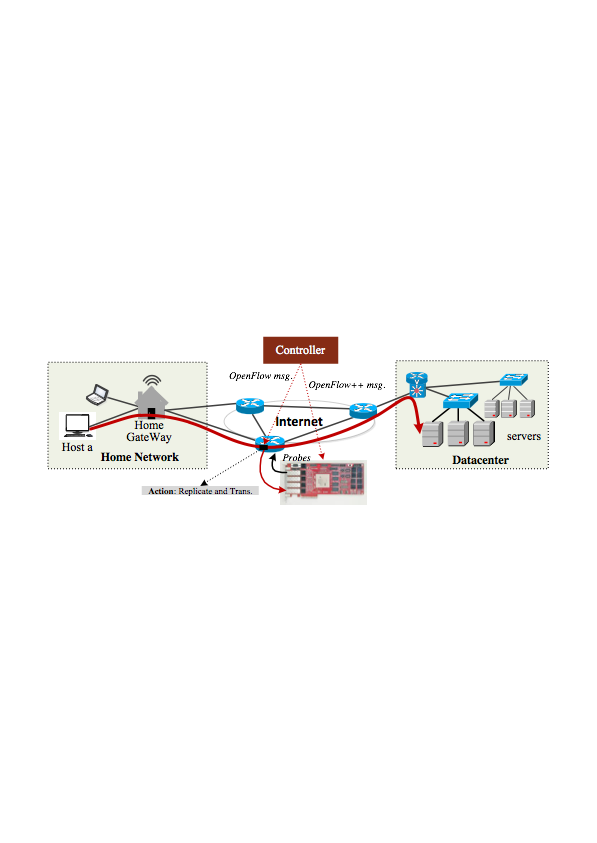 Controller
OpenFlow msg.
OpenFlow++ msg.
Internet
Home
GateWay
Host a
Home Network
servers
Datacenter
Probes
Action: Replicate and Trans.